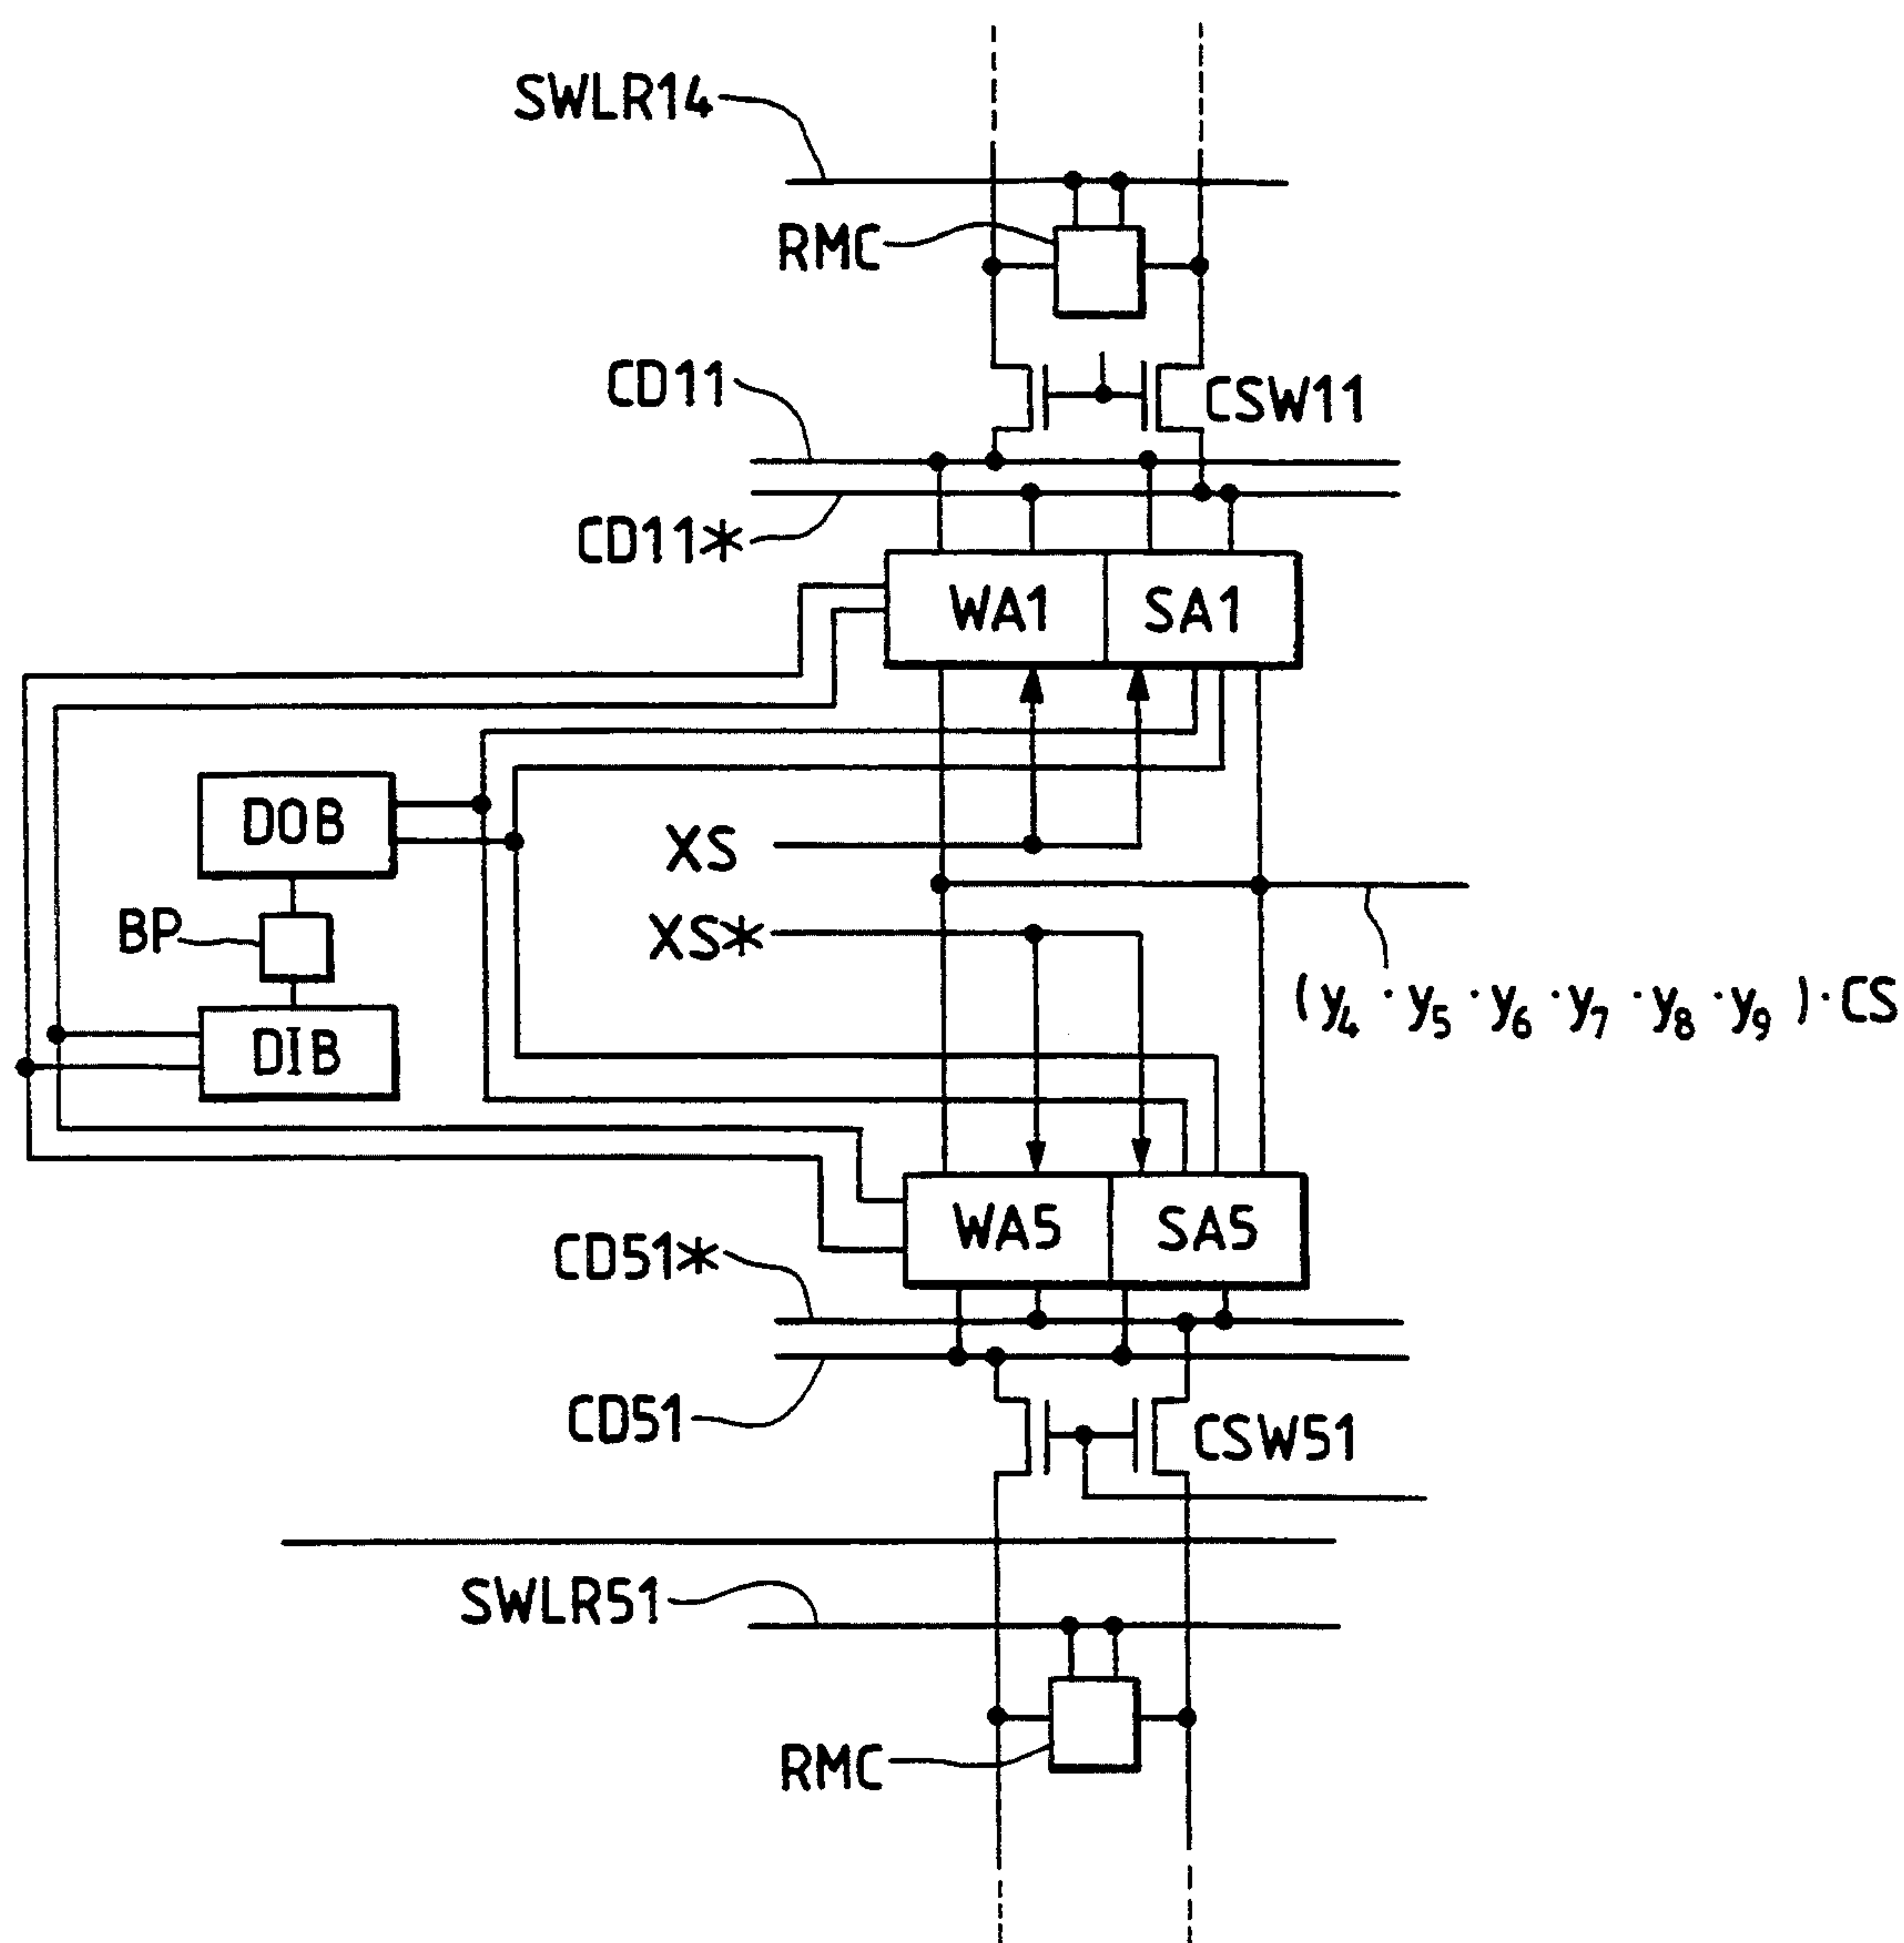 SWLR14
RMC
CD11
CSW11
CD11*
WA1 SA1
DOB
XS
BP
XS*
(y4 · y5 · y6 · y7 · y8 · y9) · CS
DIB
WA5 SA5
CD51*
CD51
CSW51
SWLR51
RMC